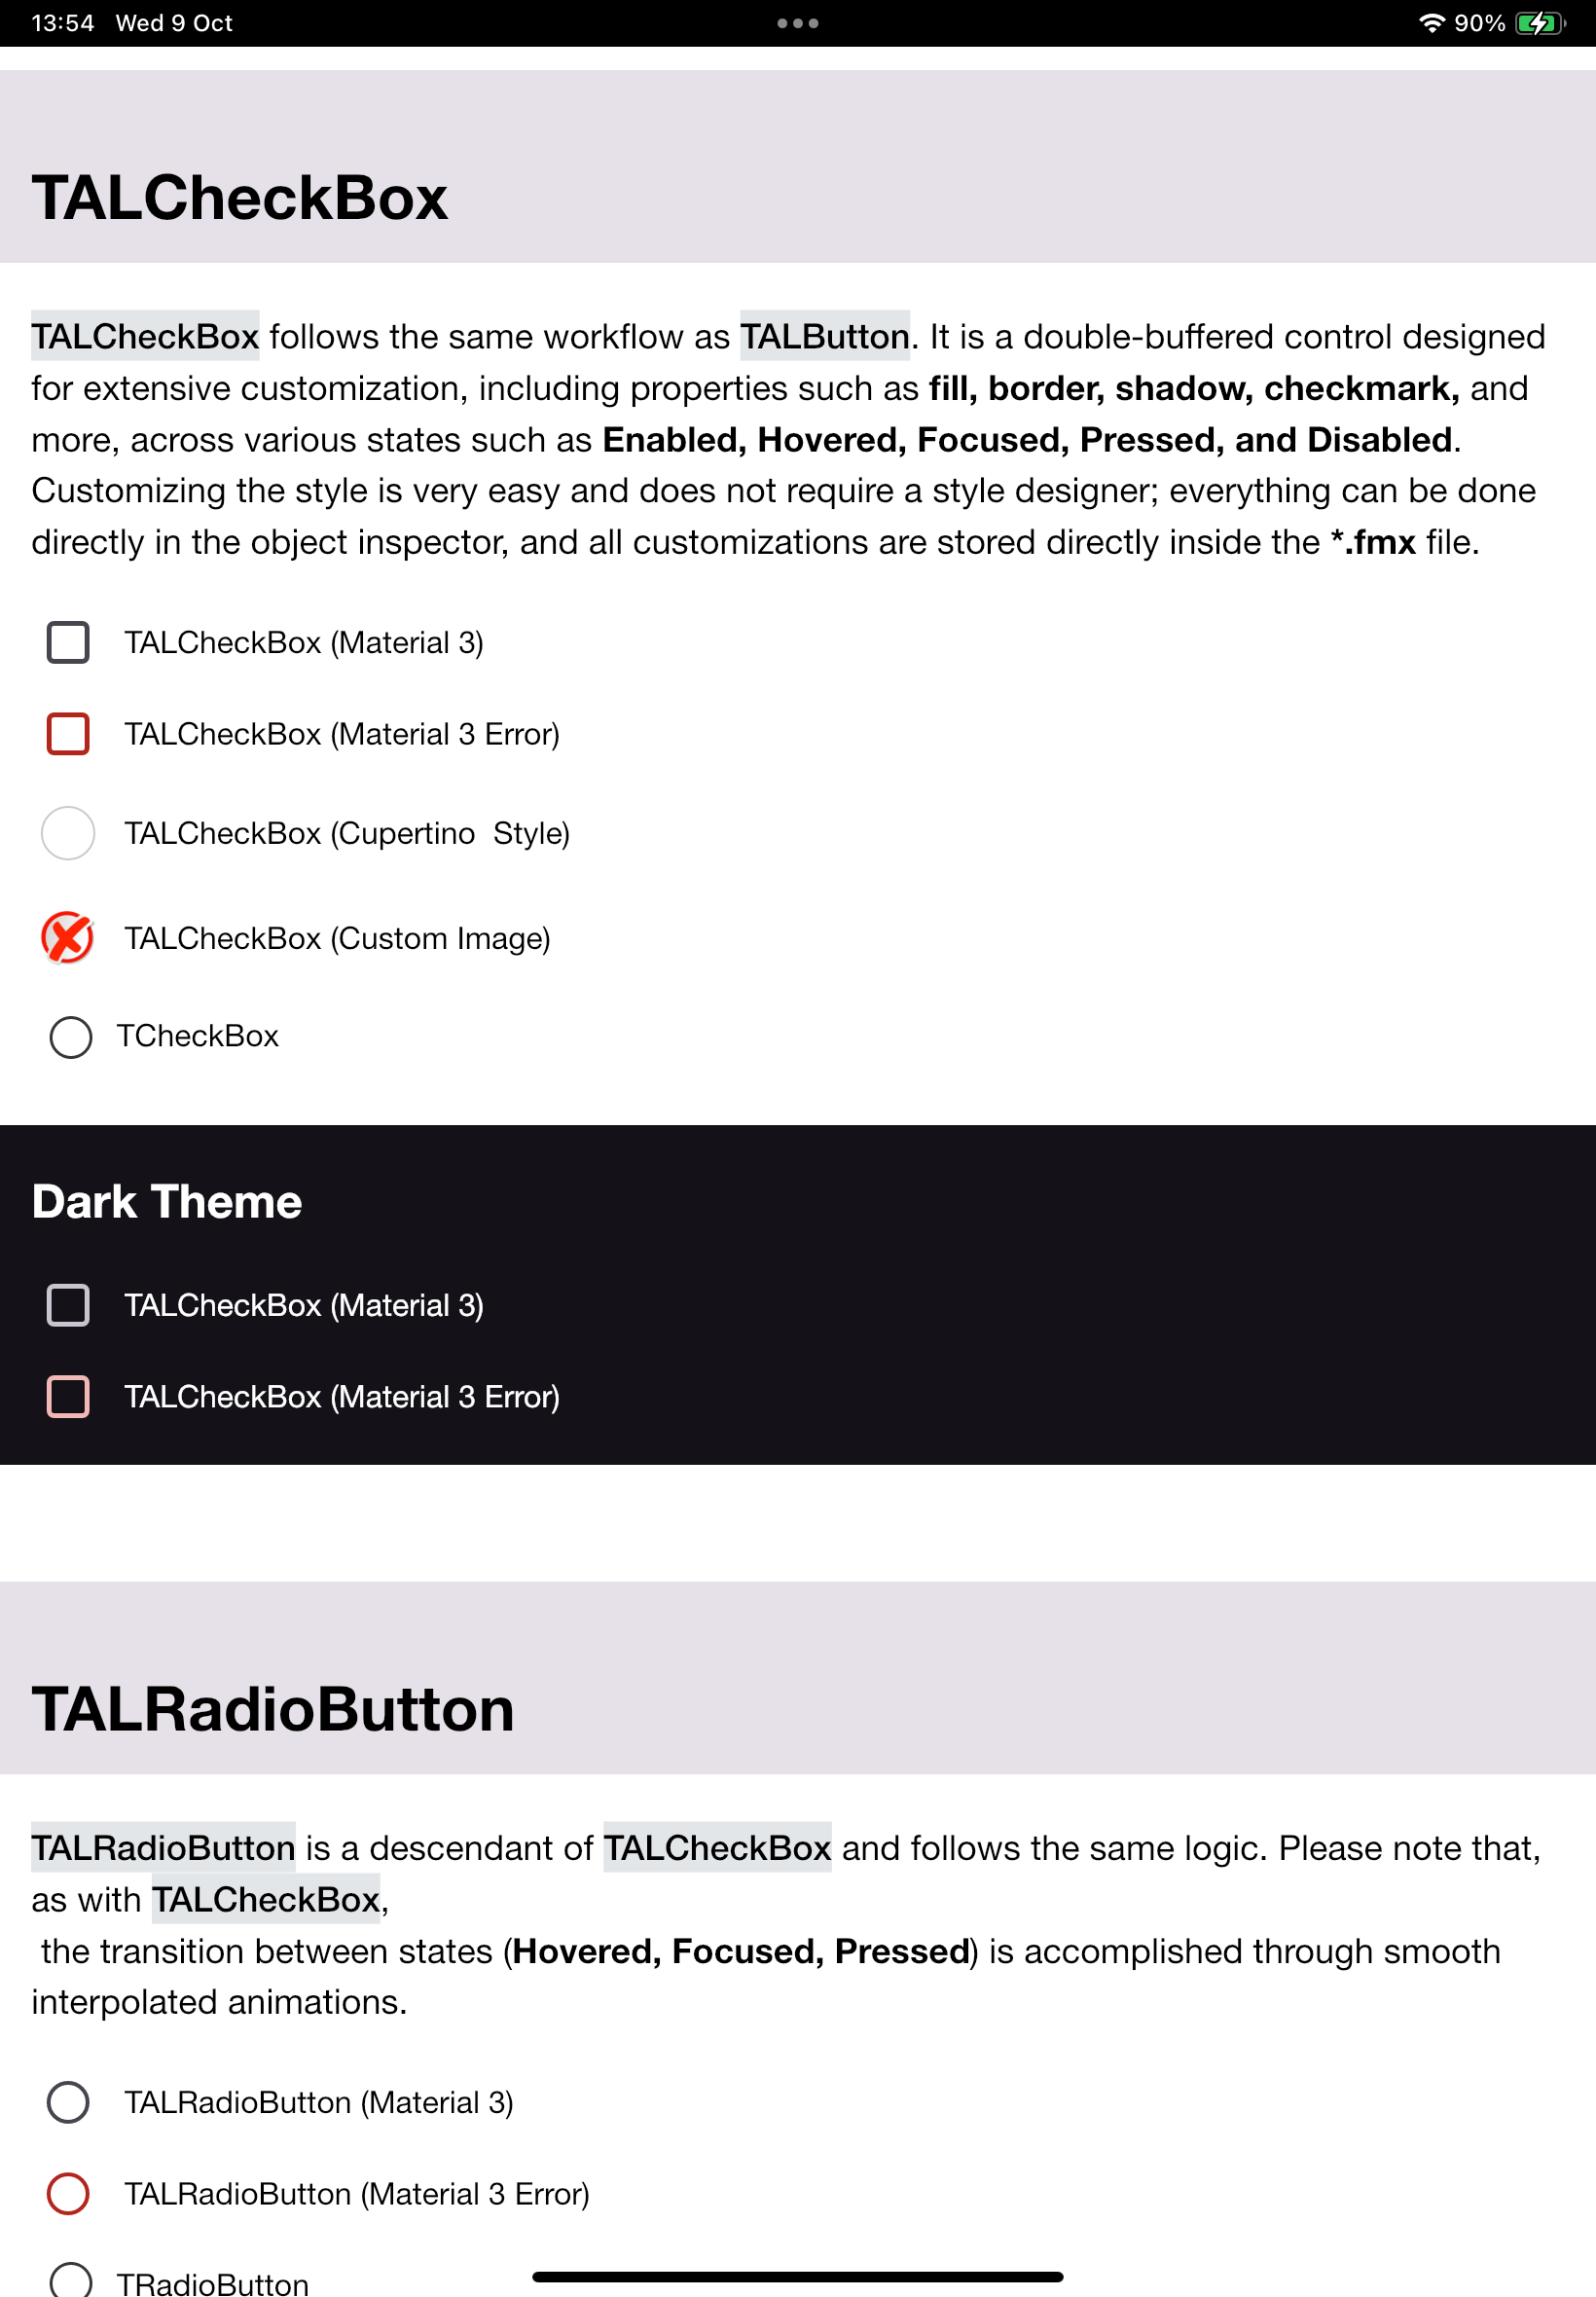 13:54 Wed 9 Oct
90%
TALCheckBox
TALCheckBox follows the same workflow as TALButton. It is a double-buffered control designed
for extensive customization, including properties such as fill, border, shadow, checkmark, and
more, across various states such as Enabled, Hovered, Focused, Pressed, and Disabled.
Customizing the style is very easy and does not require a style designer; everything can be done
directly in the object inspector, and all customizations are stored directly inside the *.fmx file.
TALCheckBox (Material 3)
TALCheckBox (Material 3 Error)
TALCheckBox (Cupertino  Style)
TALCheckBox (Custom Image)
TCheckBox
Dark Theme
TALCheckBox (Material 3)
TALCheckBox (Material 3 Error)
TALRadioButton
TALRadioButton is a descendant of TALCheckBox and follows the same logic. Please note that,
as with TALCheckBox,
the transition between states (Hovered, Focused, Pressed) is accomplished through smooth
interpolated animations.
TALRadioButton (Material 3)
TALRadioButton (Material 3 Error)
TRadioButton